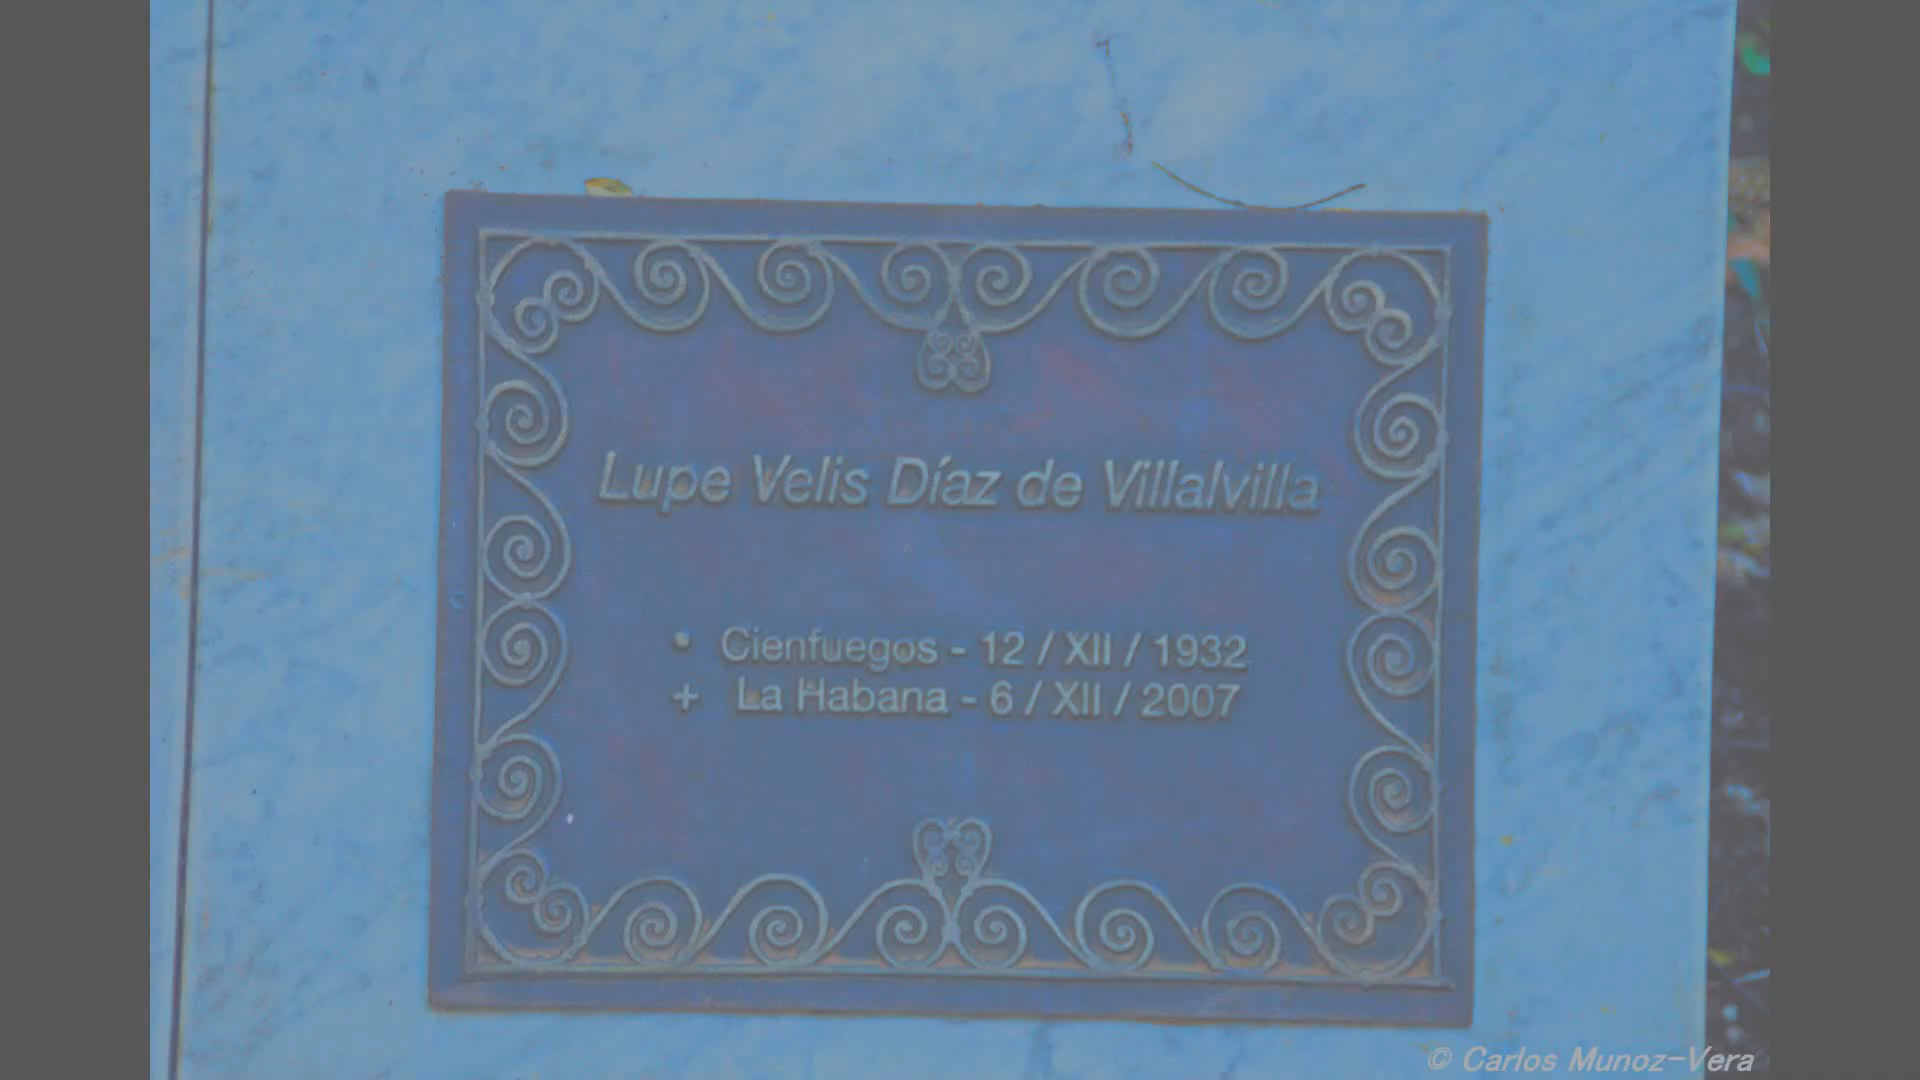 Lupe Velis Díaz de Villalvilla
• Cienfuegos - 12 / XII / 1932
+ La Habana - 6 / XII / 2007
© Carlos Munoz-Vera